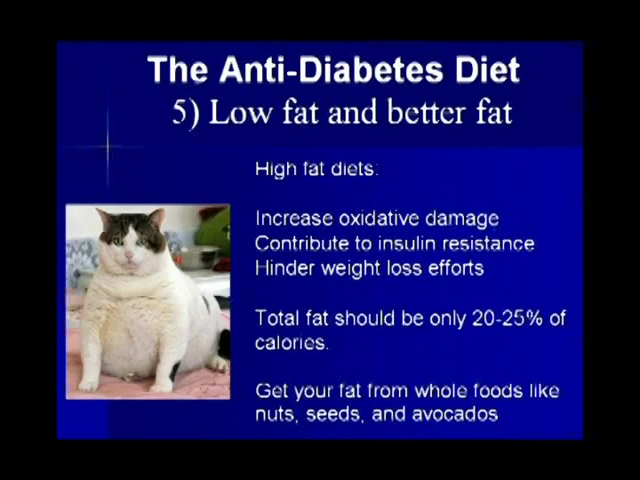 The Anti-Diabetes Diet
5) Low fat and better fat
High fat diets:
Increase oxidative damage
Contribute to insulin resistance
Hinder weight loss efforts
Total fat should be only 20-25% of
calories.
Get your fat from whole foods like
nuts, seeds, and avocados